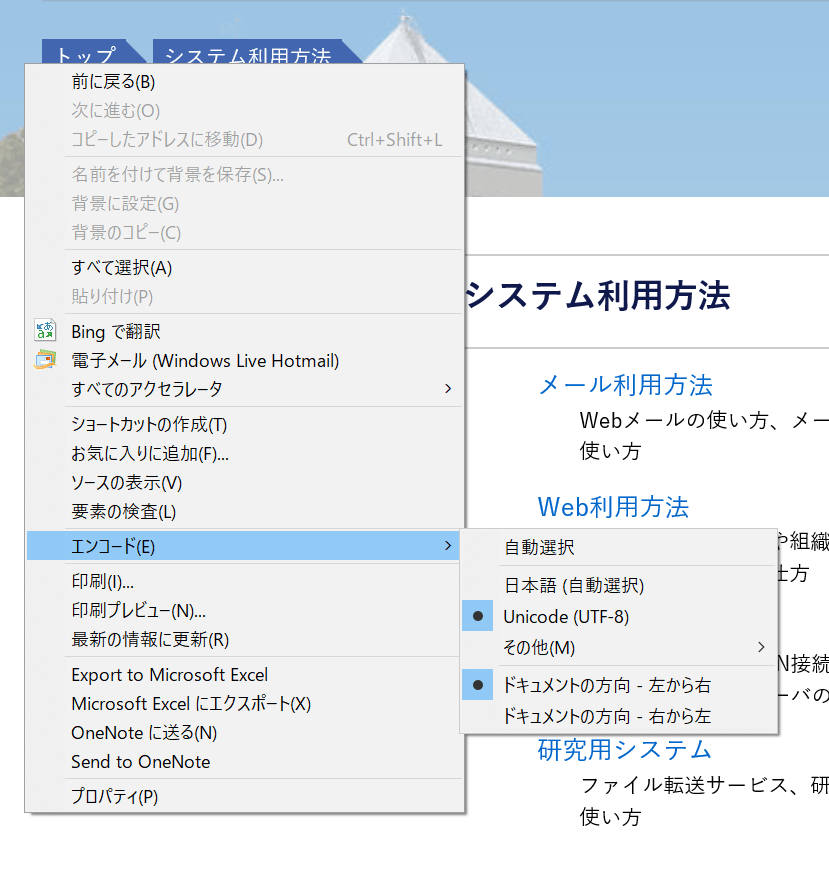 トップ
システム利用方法
前に戻る(B)
次に進む(O)
コピーしたアドレスに移動(D) Ctrl+Shift+L
名前を付けて背景を保存(S)...
背景に設定(G)
背景のコピー(C)
すべて選択(A)
貼り付け(P)
Bing で翻訳
電子メール (Windows Live Hotmail)
すべてのアクセラレータ
ショートカットの作成(T)
お気に入りに追加(F)...
ソースの表示(V)
要素の検査(L)
エンコード(E)
印刷(I)...
印刷プレビュー(N)...
最新の情報に更新(R)
Export to Microsoft Excel
Microsoft Excel にエクスポート(X)
OneNote に送る(N)
Send to OneNote
プロパティ(P)
自動選択
日本語 (自動選択)
Unicode (UTF-8)
その他(M)
ドキュメントの方向 - 左から右
ドキュメントの方向 - 右から左
システム利用方法
メール利用方法
Webメールの使い方、メー
使い方
Web利用方法
や組織
仕方
N接続
ーバの
研究用システム
ファイル転送サービス、研
使い方